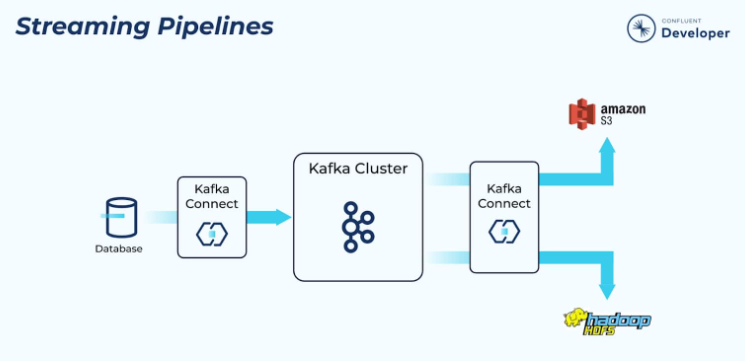 Streaming Pipelines
CONFLUENT
Developer
amazon
S3
Kafka Cluster
Kafka
Connect
Kafka
Connect
Database
hadoop
HDFS